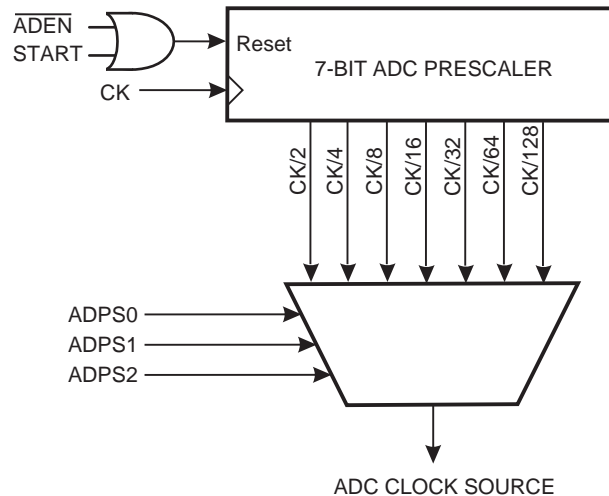 ADEN
START
Reset
7-BIT ADC PRESCALER
CK
CK/2
CK/4
CK/8
CK/16
CK/32
CK/64
CK/128
ADPS0
ADPS1
ADPS2
ADC CLOCK SOURCE